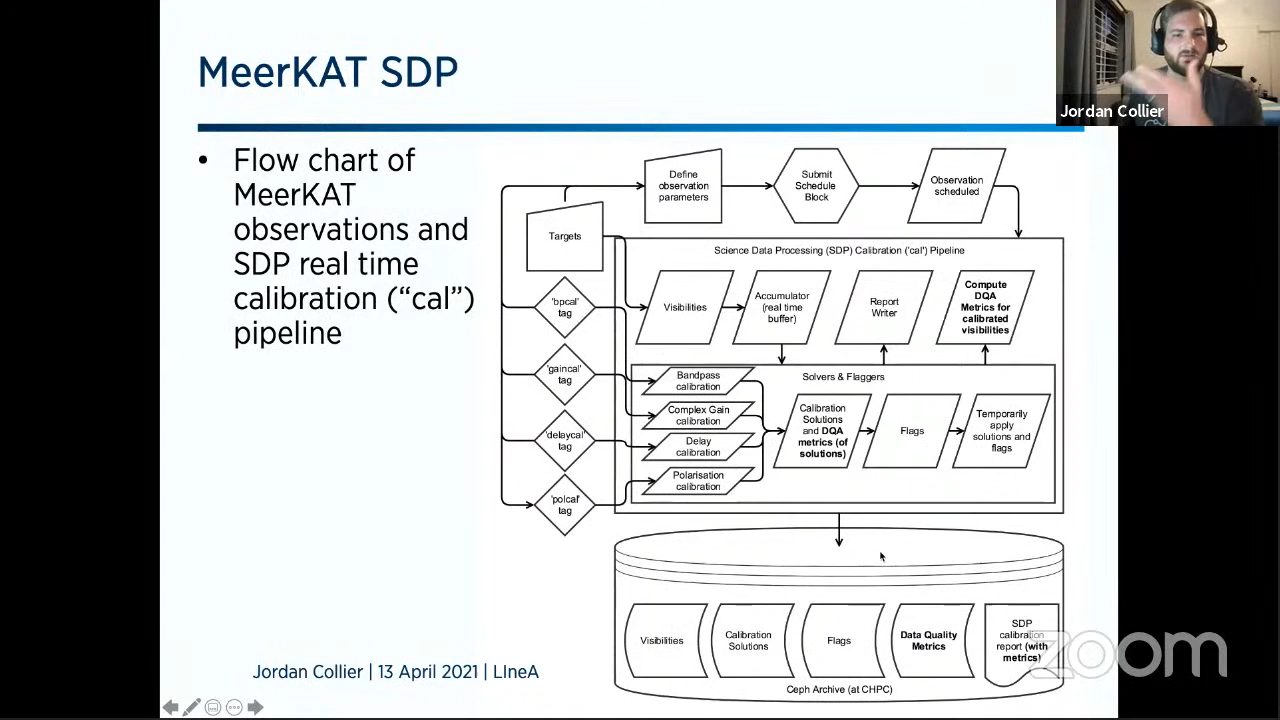 MeerKAT SDP
Jordan Collier
• Flow chart of
MeerKAT
observations and
SDP real time
calibration (“cal”)
pipeline
Define
observation
parameters
Submit
Schedule
Block
Observation
scheduled
Targets
'bpcal'
tag
'gaincal'
tag
'delaycal'
tag
'polcal'
tag
Science Data Processing (SDP) Calibration ('cal') Pipeline
Visibilities
Accumulator
(real time
buffer)
Report
Writer
Compute
DQA
Metrics for
calibrated
visibilities
Solvers & Flaggers
Bandpass
calibration
Complex Gain
calibration
Delay
calibration
Polarisation
calibration
Calibration
Solutions
and DQA
metrics (of
solutions)
Flags
Temporarily
apply
solutions and
flags
Visibilities
Calibration
Solutions
Flags
Data Quality
Metrics
SDP
calibration
report (with
metrics)
Ceph Archive (at CHPC)
Jordan Collier | 13 April 2021 | LIneA
zoom